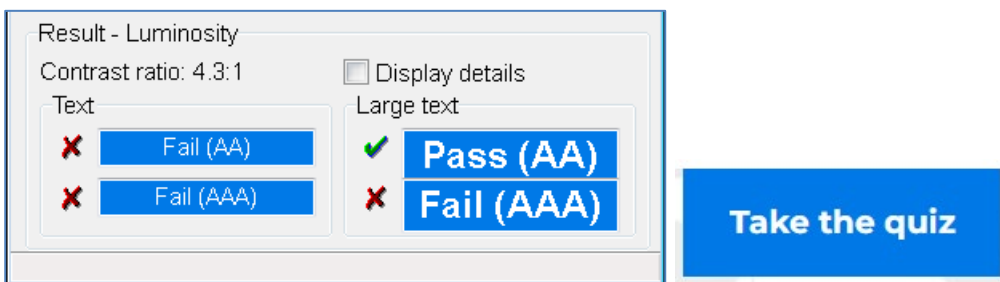 Result - Luminosity
Contrast ratio: 4.3:1
Display details
Text
Fail (AA)
Fail (AAA)
Large text
Pass (AA)
Fail (AAA)
Take the quiz